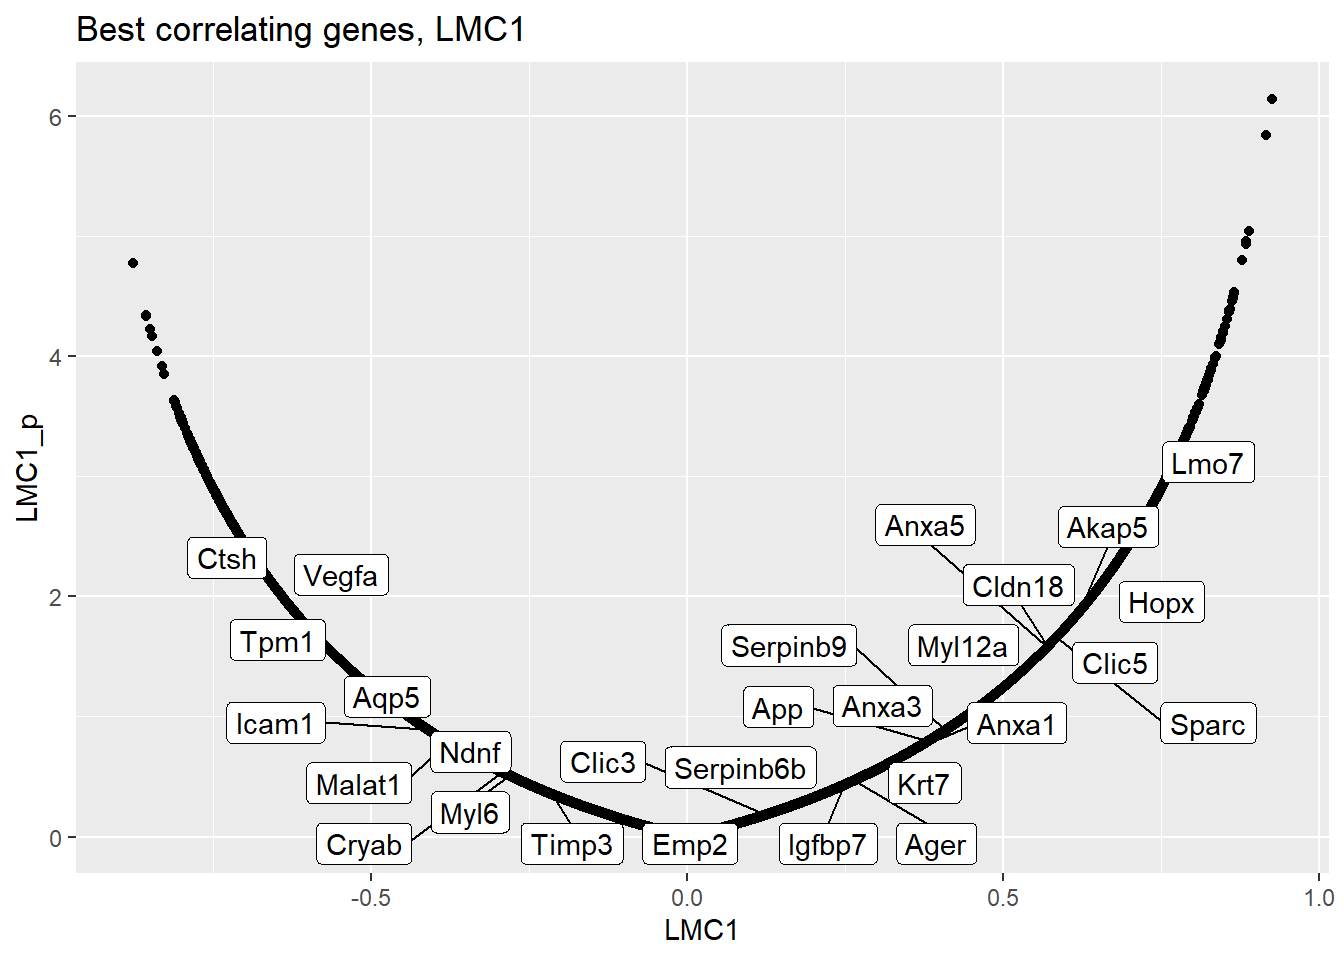 Best correlating genes, LMC1
6
4
2
0
LMC1_p
Lmo7
Anxa5
Akap5
Ctsh
Vegfa
Cldn18
Hopx
Tpm1
Serpinb9
Myl12a
Clic5
Aqp5
Icam1
App
Anxa3
Anxa1
Sparc
Ndnf
Clic3
Serpinb6b
Malat1
Krt7
Myl6
Cryab
Timp3
Emp2
Igfbp7
Ager
-0.5
0.0
0.5
1.0
LMC1